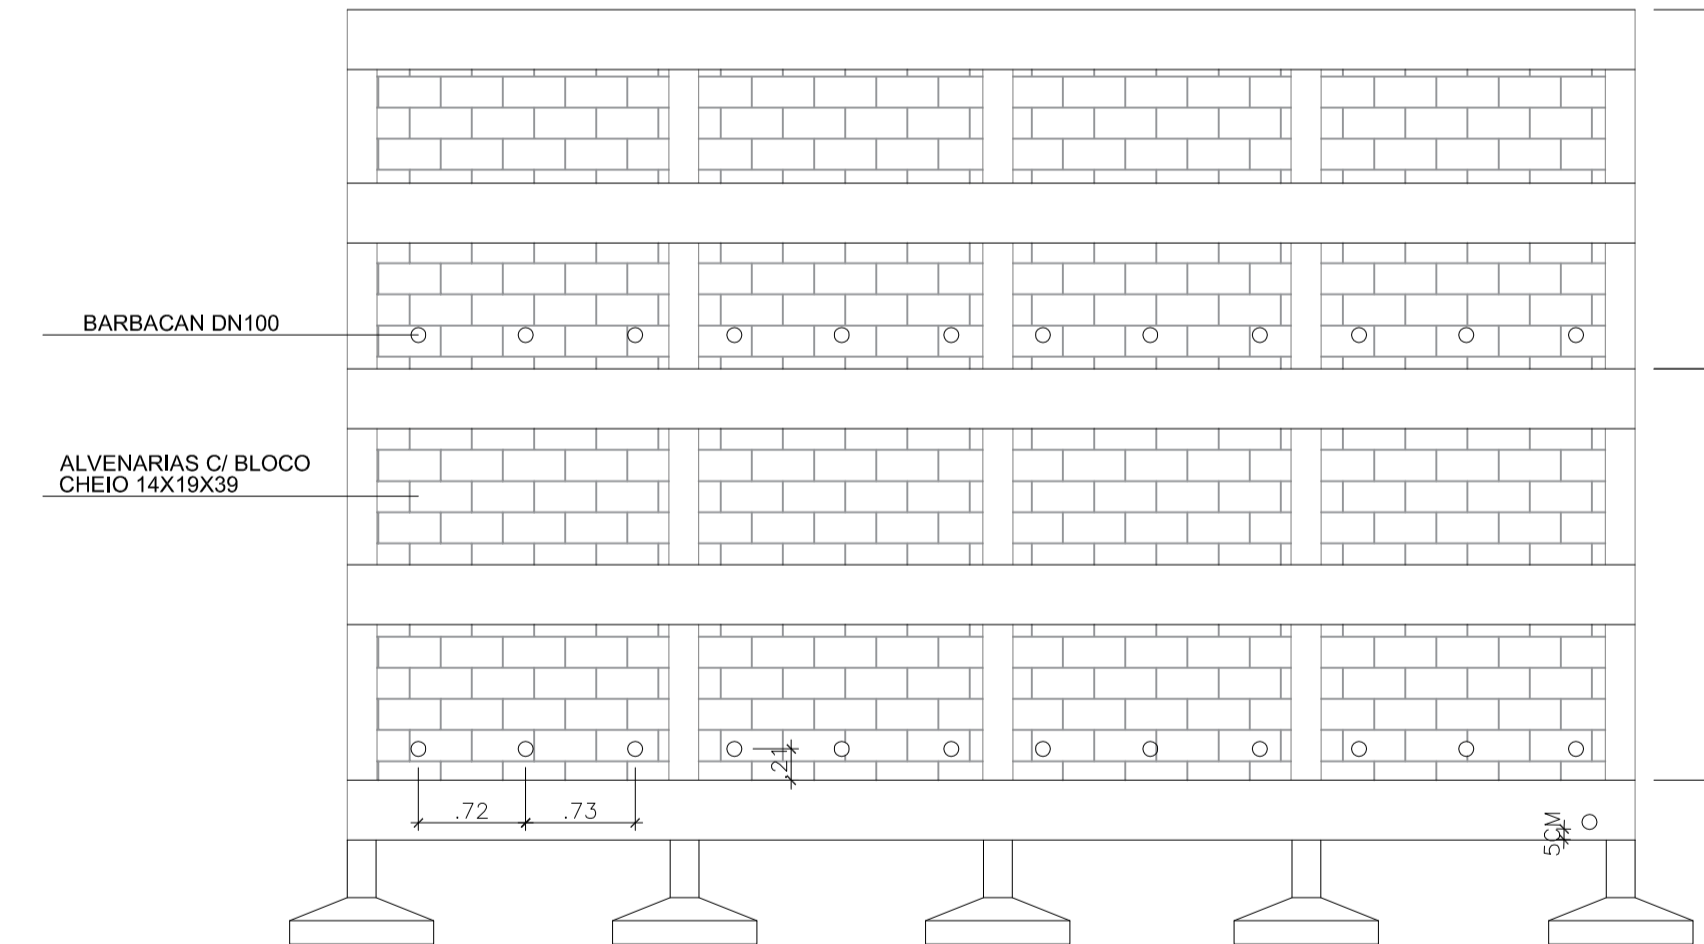 BARBACAN DN100
ALVENARIAS C/ BLOCO
CHEIO 14X19X39
.21
.72
.73
5CM